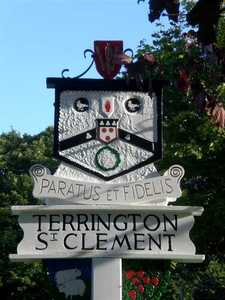 PARATUS ET FIDELIS
TERRINGTON
ST CLEMENT